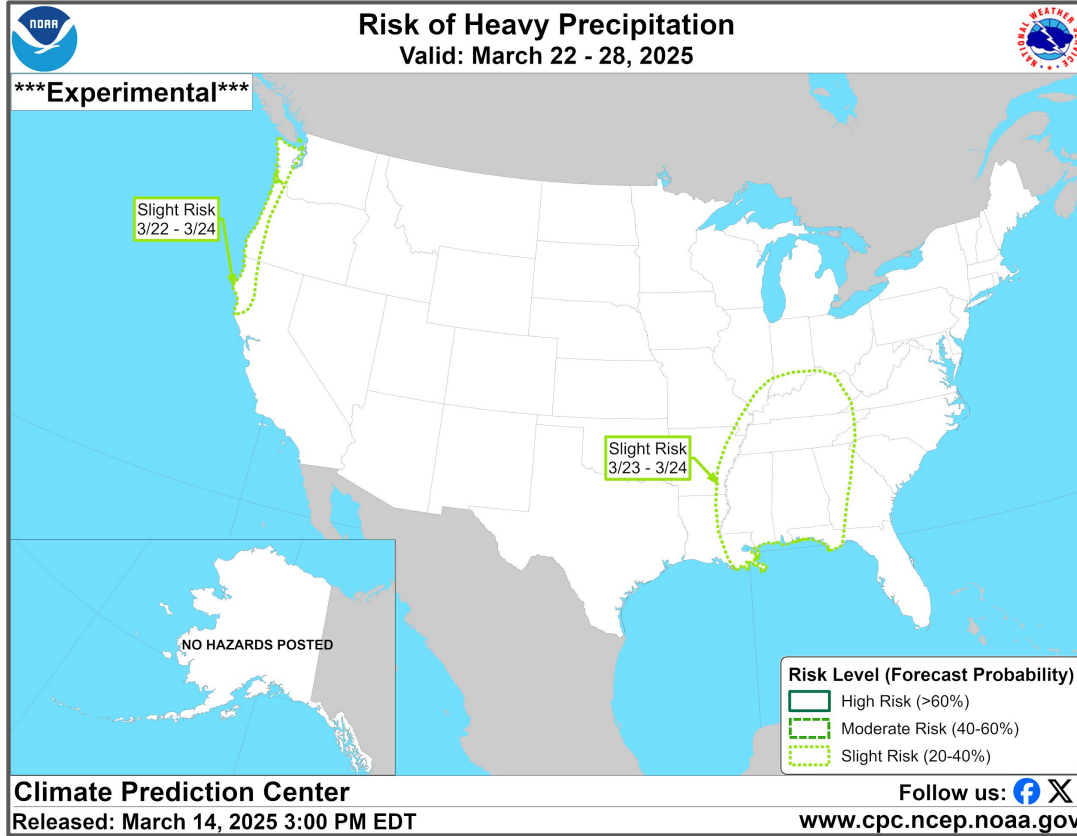 NOAA
Risk of Heavy Precipitation
Valid: March 22 - 28, 2025
NATIONAL WEATHER SERVICE
***Experimental***
Slight Risk
3/22 - 3/24
Slight Risk
3/23 - 3/24
NO HAZARDS POSTED
Risk Level (Forecast Probability)
High Risk (>60%)
Moderate Risk (40-60%)
Slight Risk (20-40%)
Climate Prediction Center
Follow us:
Released: March 14, 2025 3:00 PM EDT
www.cpc.ncep.noaa.gov